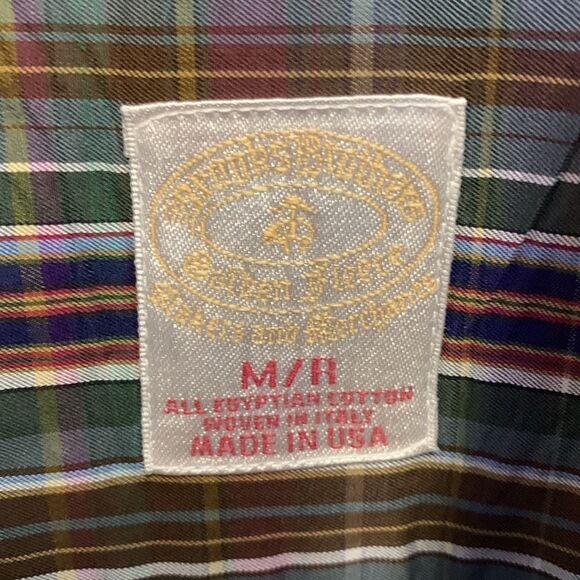 Brooks Brothers
Golden Fleece
Makers and Merchants
M/R
ALL EGYPTIAN COTTON
WOVEN IN ITALY
MADE IN USA